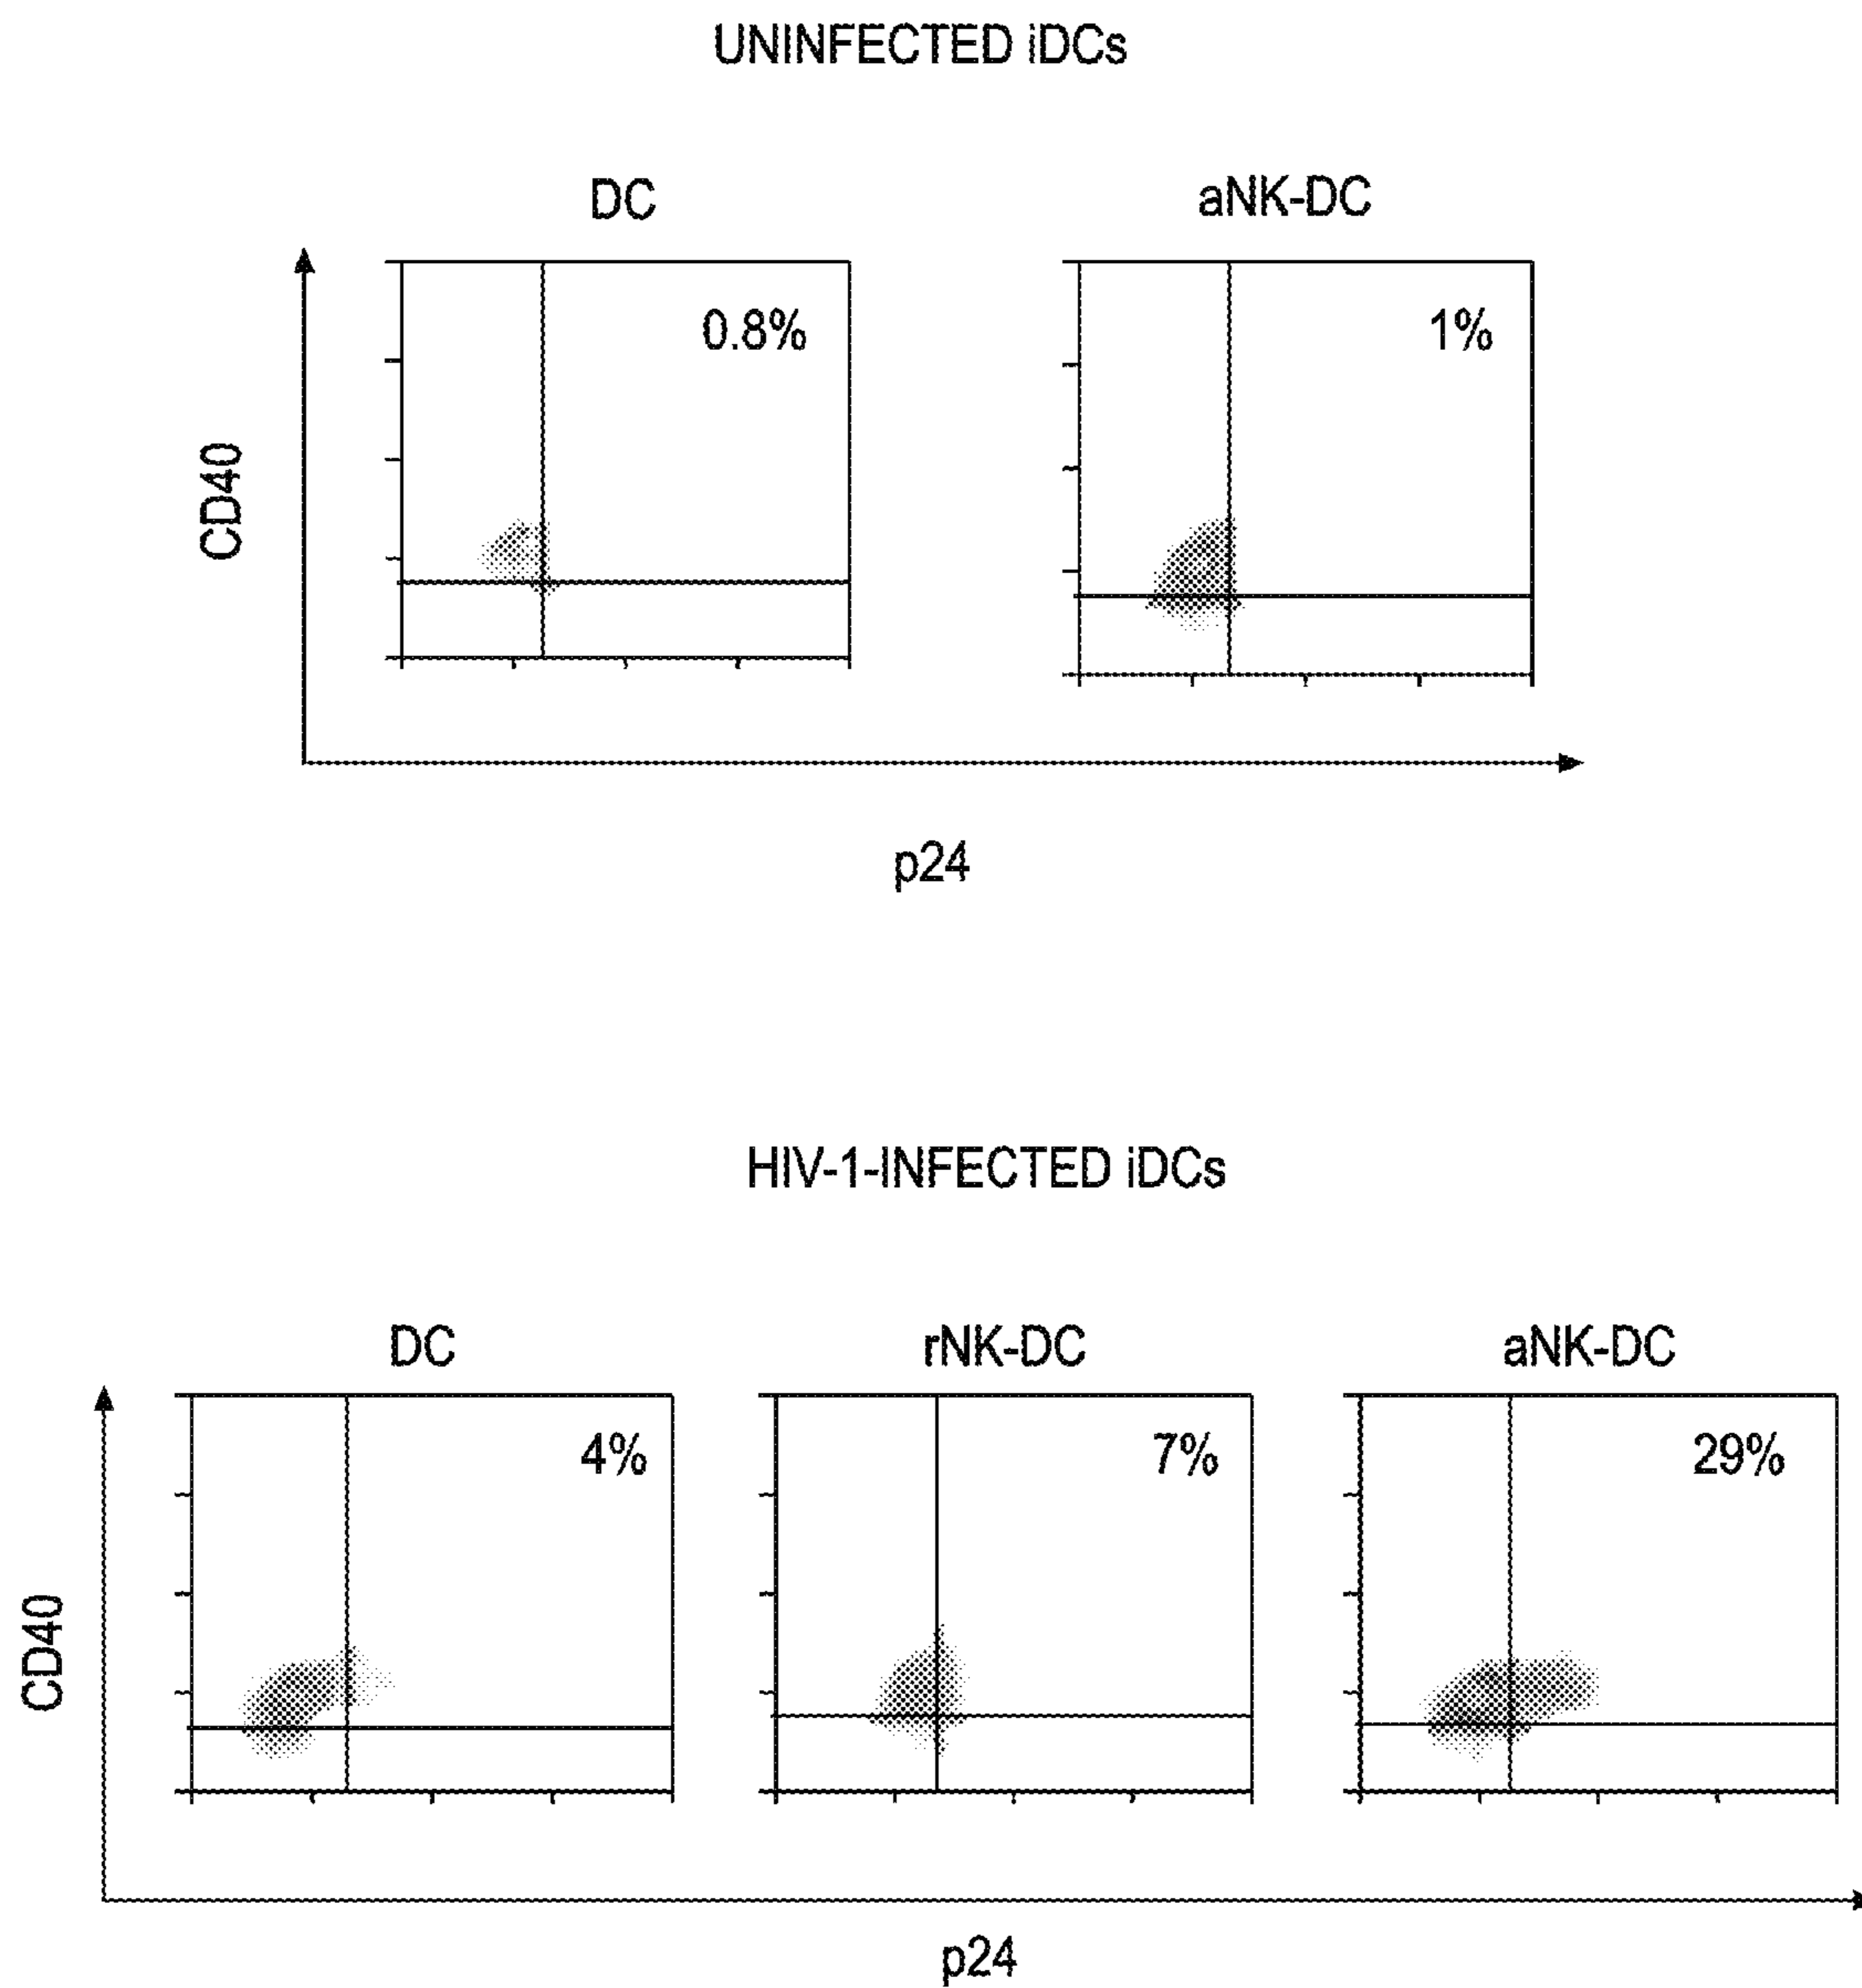 UNINFECTED iDCs
DC
aNK-DC
0.8%
1%
CD40
p24
HIV-1-INFECTED iDCs
DC
rNK-DC
aNK-DC
4%
7%
29%
CD40
p24